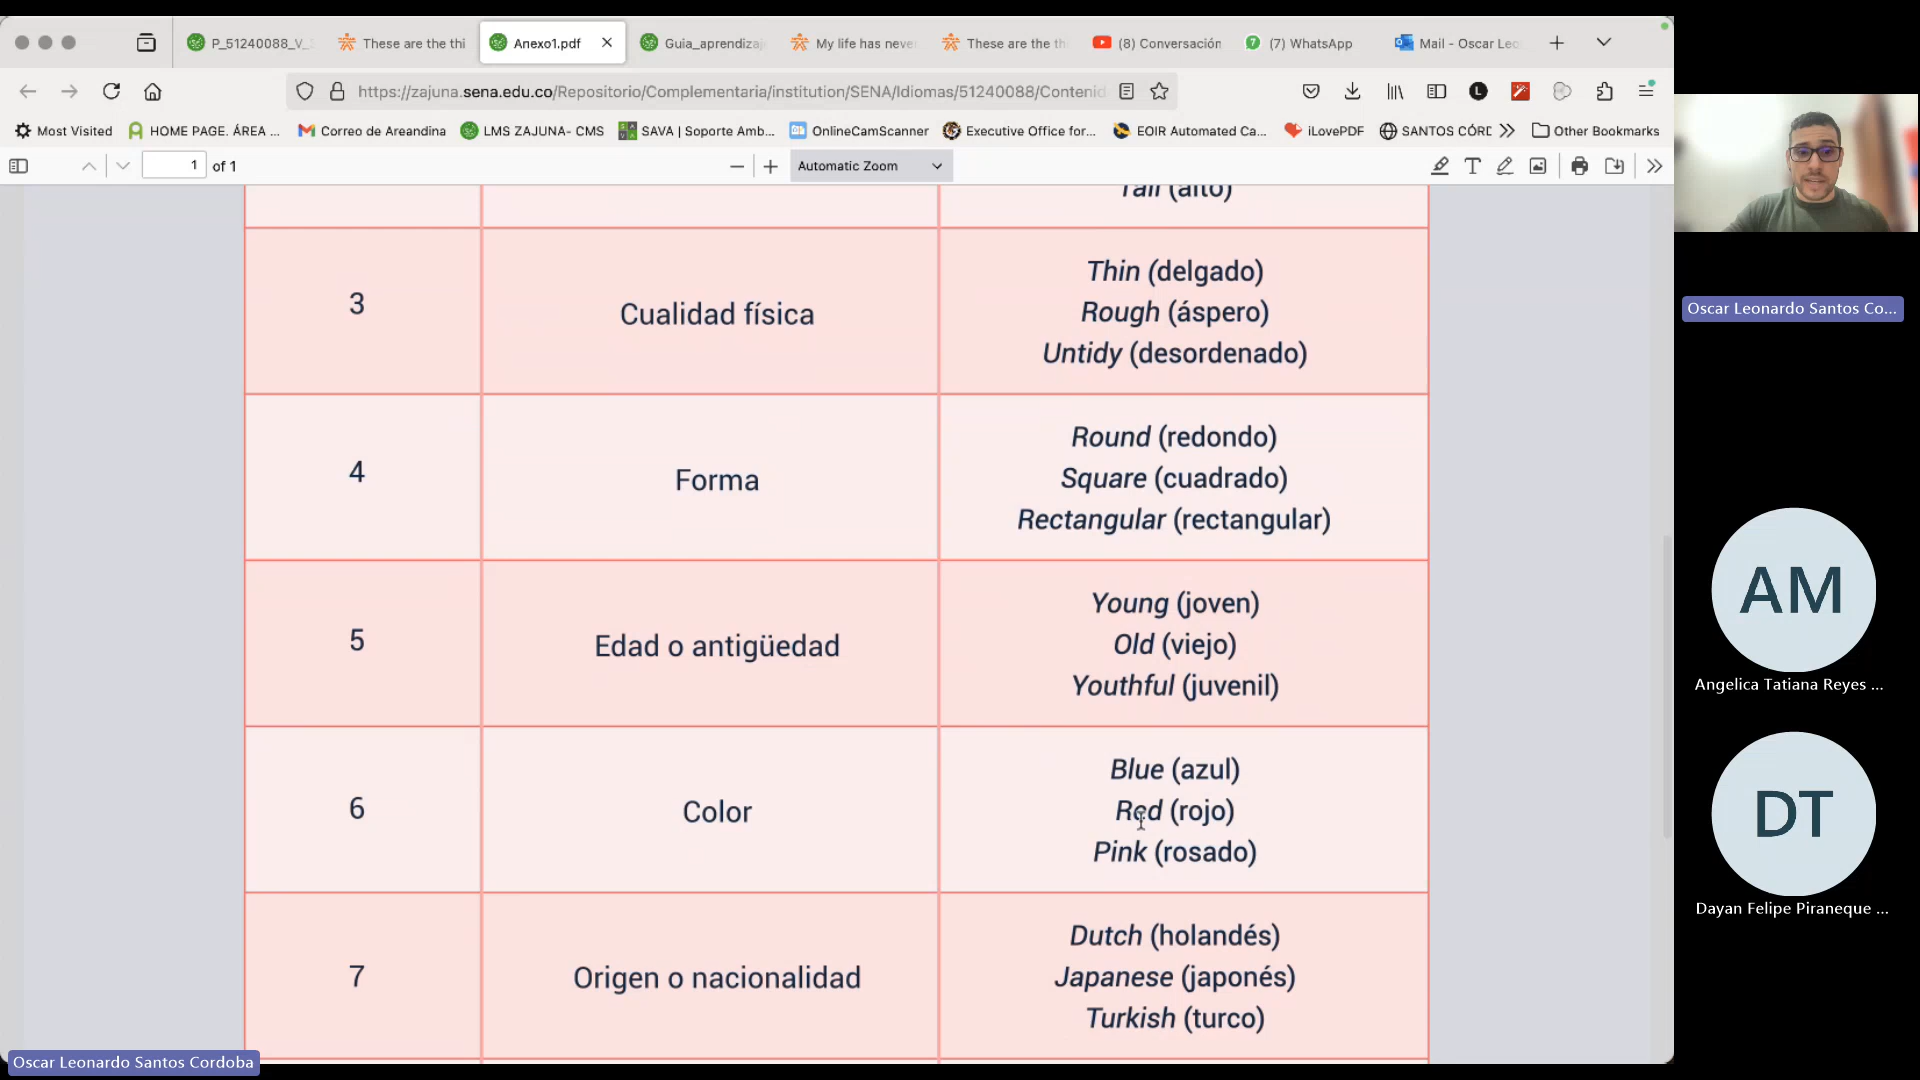 P_51240088_V_
These are the thi
Anexo1.pdf
Guia_aprendiza
My life has neve
These are the th
(8) Conversación
7
(7) WhatsApp
Mail - Oscar Leo
https://zajuna.sena.edu.co/Repositorio/Complementaria/institution/SENA/Idiomas/51240088/Contenid
L
Most Visited
HOME PAGE. ÁREA ...
Correo de Areandina
LMS ZAJUNA- CMS
SAVA | Soporte Amb...
OnlineCamScanner
Executive Office for...
EOIR Automated Ca...
iLovePDF
SANTOS CÓRD
Other Bookmarks
1 of 1
Automatic Zoom
Tall (alto)
3
Cualidad física
Thin (delgado)
Rough (áspero)
Untidy (desordenado)
4
Forma
Round (redondo)
Square (cuadrado)
Rectangular (rectangular)
5
Edad o antigüedad
Young (joven)
Old (viejo)
Youthful (juvenil)
6
Color
Blue (azul)
Red (rojo)
Pink (rosado)
7
Origen o nacionalidad
Dutch (holandés)
Japanese (japonés)
Turkish (turco)
Oscar Leonardo Santos Cordoba
Oscar Leonardo Santos Co...
AM
Angelica Tatiana Reyes ...
DT
Dayan Felipe Piraneque ...